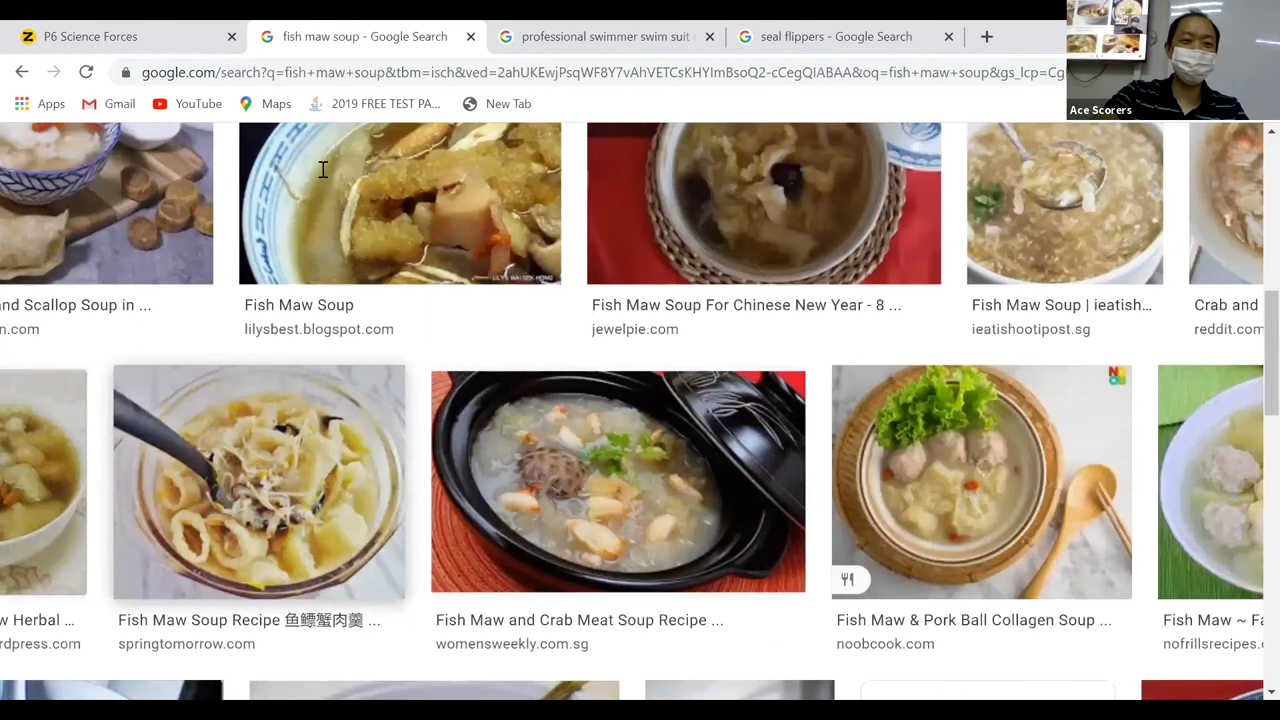 P6 Science Forces
fish maw soup - Google Search
professional swimmer swim suit
seal flippers - Google Search
google.com/search?q=fish+maw+soup&tbm=isch&ved=2ahUKEwjPsqWF8Y7vAhVETCsKHYImBsoQ2-cCegQIABAA&oq=fish+maw+soup&gs_lcp=Cg
Ace Scorers
Apps
Gmail
YouTube
Maps
2019 FREE TEST PA...
New Tab
LILY'S WAI SEK HONG
and Scallop Soup in ...
Fish Maw Soup
Fish Maw Soup For Chinese New Year - 8 ...
Fish Maw Soup | ieatish...
Crab and
n.com
lilysbest.blogspot.com
jewelpie.com
ieatishootipost.sg
reddit.com
w Herbal ...
Fish Maw Soup Recipe 鱼鳔蟹肉羹 ...
Fish Maw and Crab Meat Soup Recipe ...
Fish Maw & Pork Ball Collagen Soup ...
Fish Maw ~ Fa
rdpress.com
springtomorrow.com
womensweekly.com.sg
noobcook.com
nofrillsrecipes.